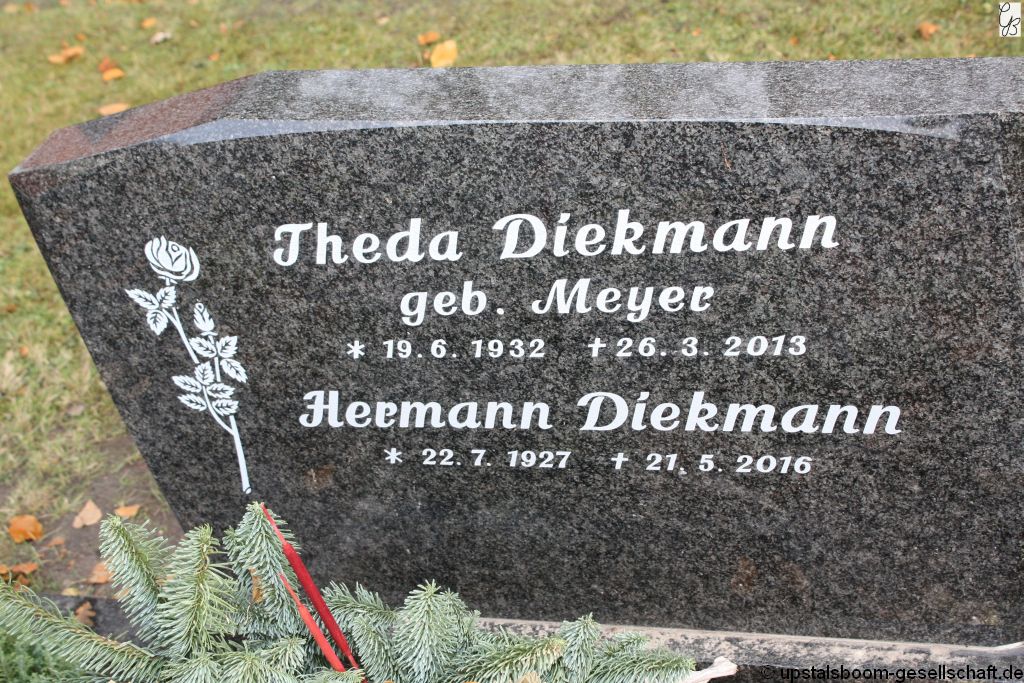 GB
Theda Diekmann
geb. Meyer
* 19. 6. 1932 † 26. 3. 2013
Hermann Diekmann
* 22. 7. 1927 † 21. 5. 2016
© upstalsboom-gesellschaft.de